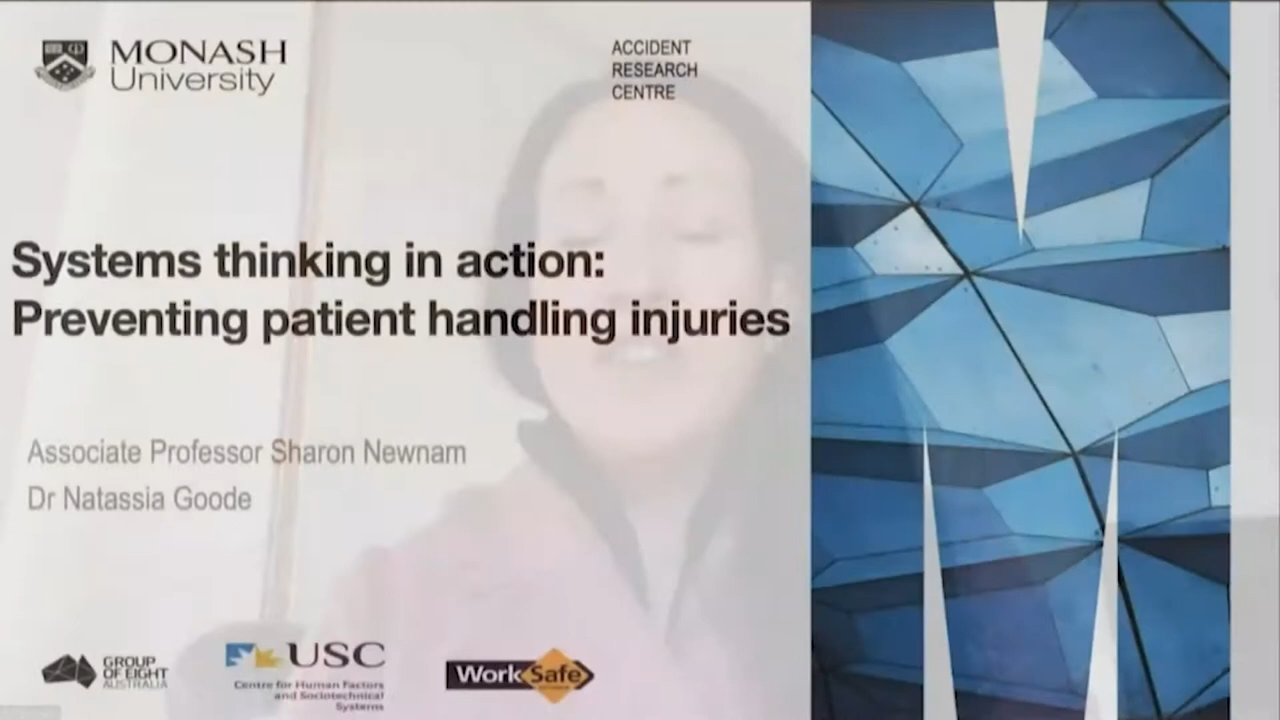 MONASH
University
ACCIDENT
RESEARCH
CENTRE
Systems thinking in action:
Preventing patient handling injuries
Associate Professor Sharon Newnam
Dr Natassia Goode
GROUP
OF EIGHT
AUSTRALIA
USC
Centre for Human Factors
and Sociotechnical
Systems
WorkSafe